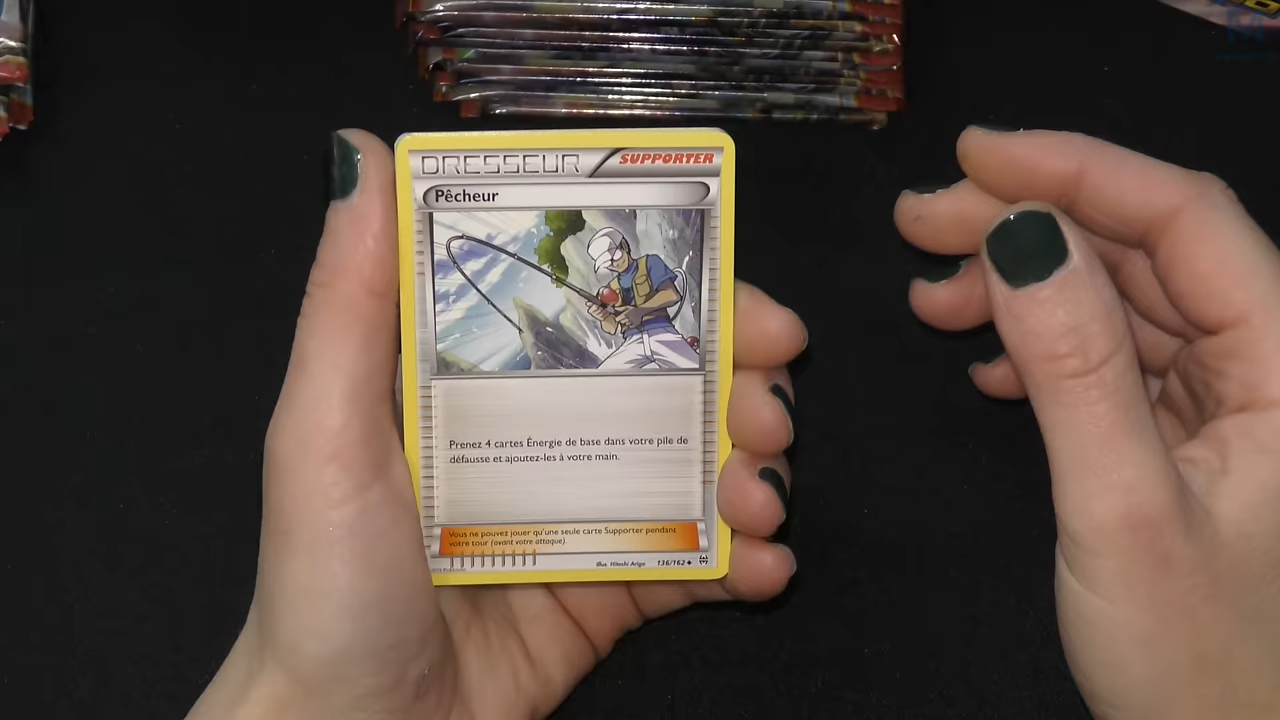 DRESSEUR SUPPORTER
Pêcheur
Prenez 4 cartes Énergie de base dans votre pile de
défausse et ajoutez-les à votre main.
Vous ne pouvez jouer qu'une seule carte Supporter pendant
votre tour (avant votre attaque).
Illus. Hitoshi Ariga 136/162